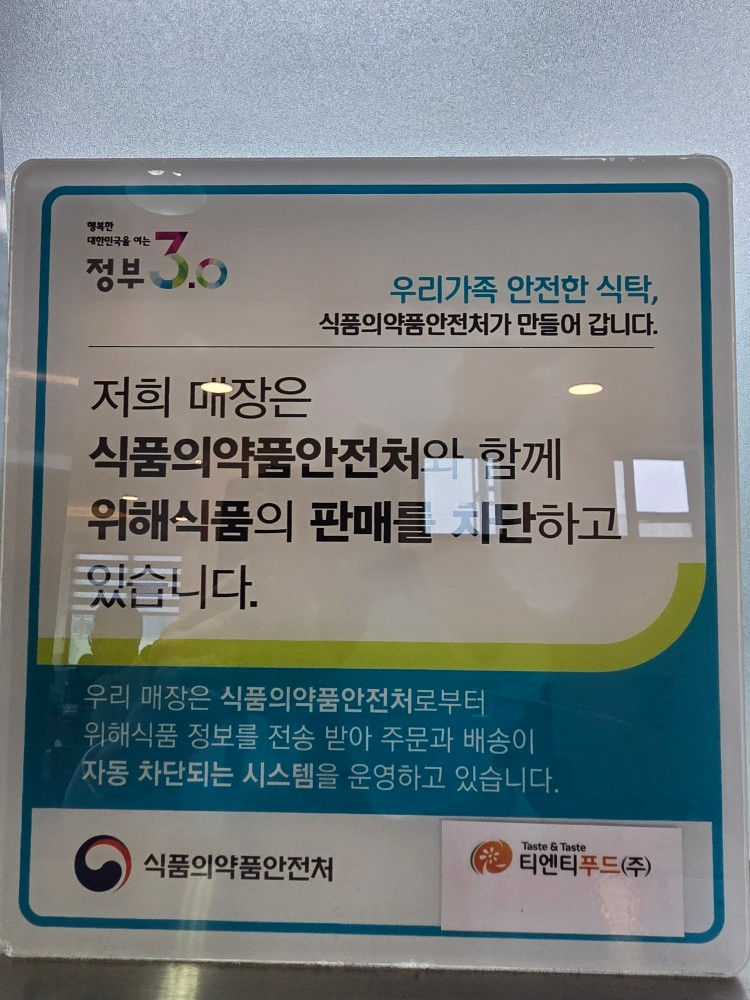 행복한
대한민국을 여는
정부3.0
우리가족 안전한 식탁,
식품의약품안전처가 만들어 갑니다.
저희 매장은
식품의약품안전처와 함께
위해식품의 판매를 차단하고
있습니다.
우리 매장은 식품의약품안전처로부터
위해식품 정보를 전송 받아 주문과 배송이
자동 차단되는 시스템을 운영하고 있습니다.
식품의약품안전처
Taste & Taste
티엔티푸드(주)